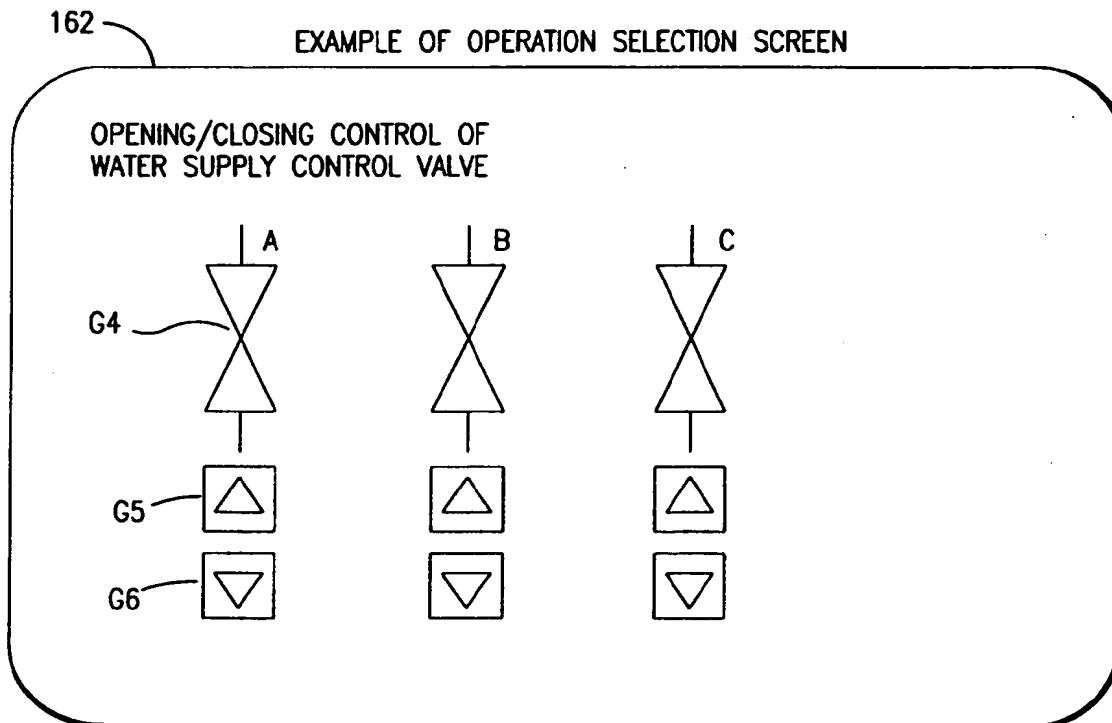 162
EXAMPLE OF OPERATION SELECTION SCREEN
OPENING/CLOSING CONTROL OF
WATER SUPPLY CONTROL VALVE
A B C
G4
G5
G6